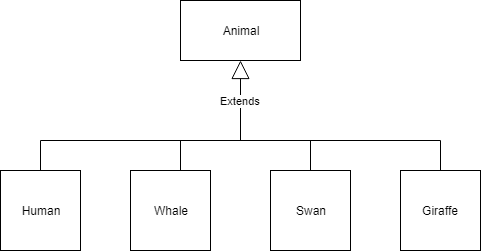 Animal
Extends
Human
Whale
Swan
Giraffe